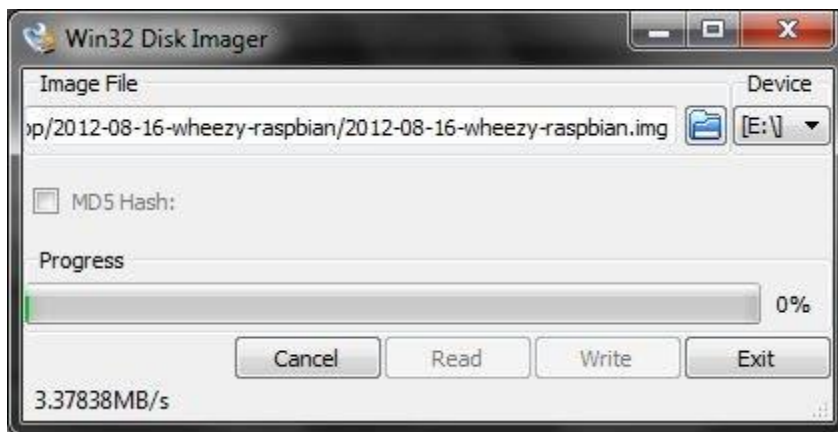 Win32 Disk Imager
Image File
Device
op/2012-08-16-wheezy-raspbian/2012-08-16-wheezy-raspbian.img
[E:\]
MD5 Hash:
Progress
0%
Cancel
Read
Write
Exit
3.37838MB/s